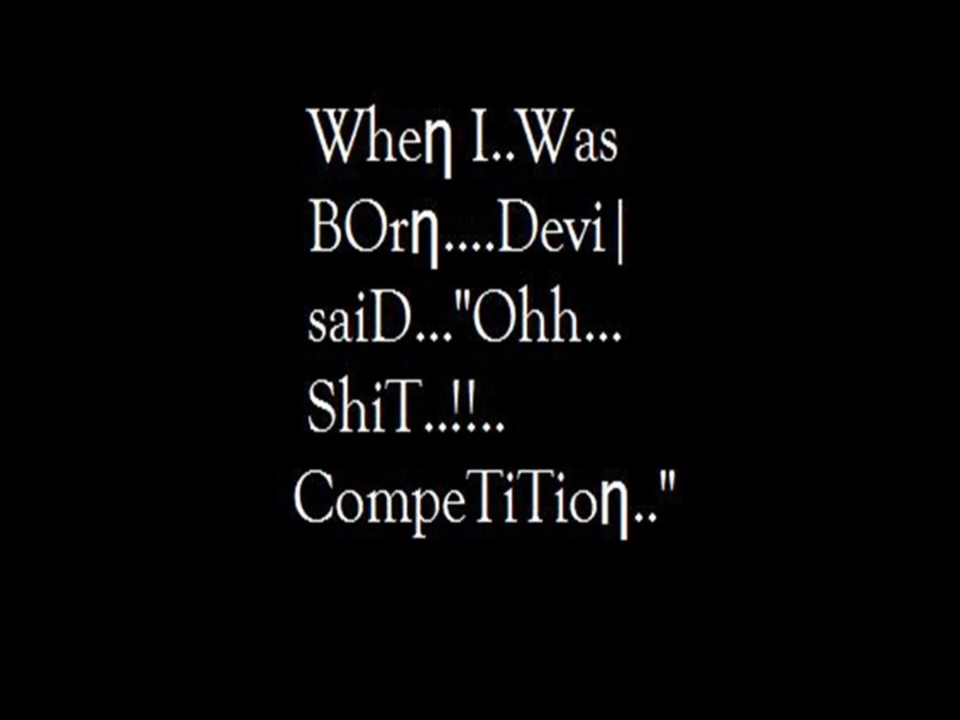 Wheη I..Was
BOrη....Devi|
saiD..."Ohh...
ShiT..!!..
CompeTiTioη.."